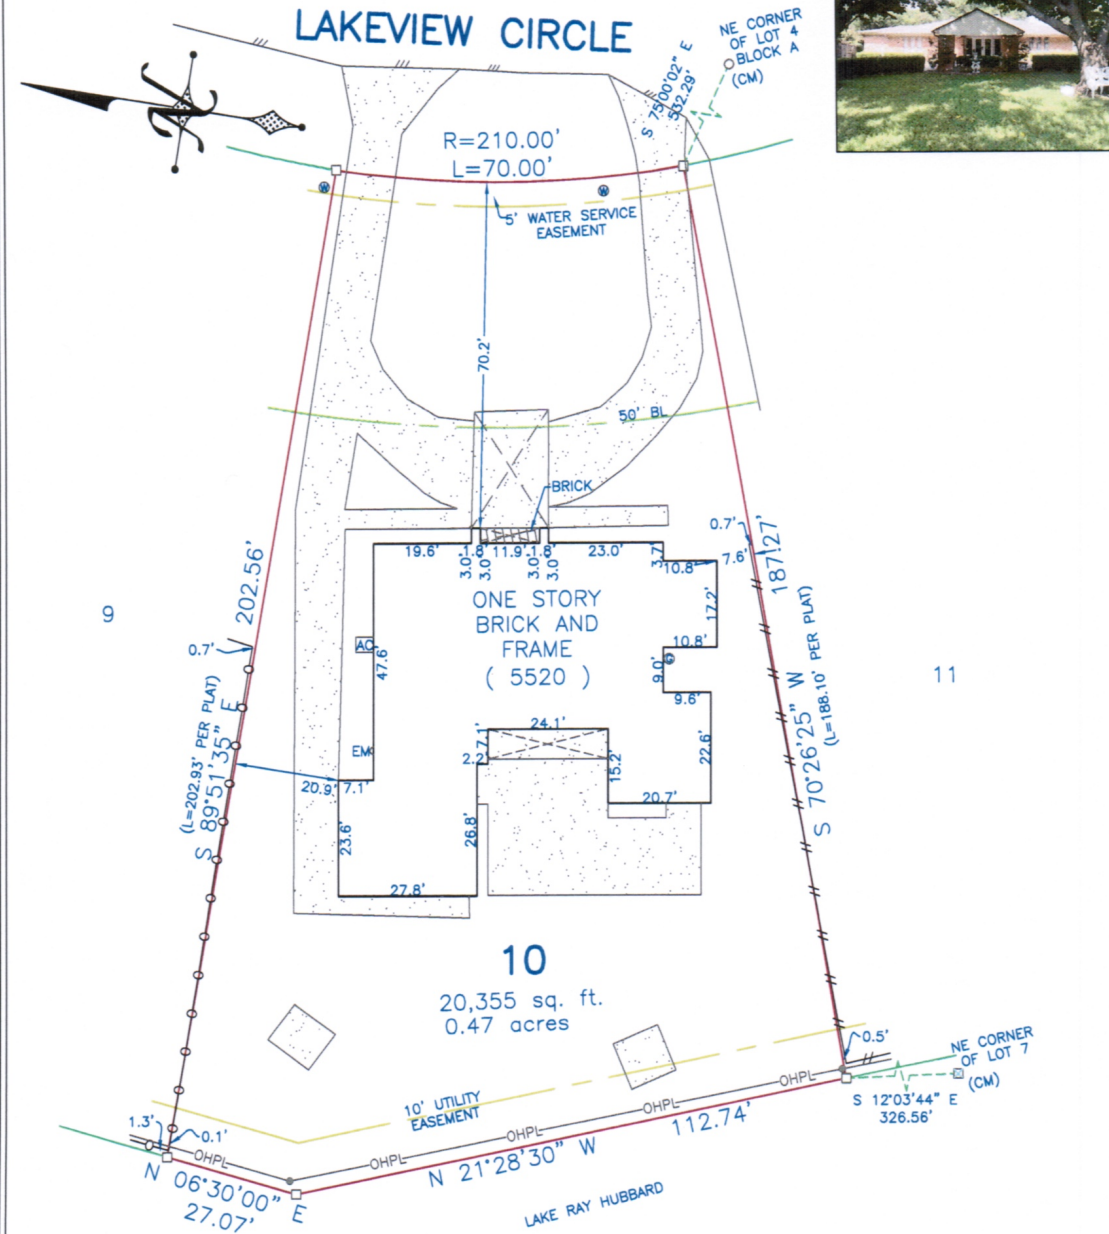 LAKEVIEW CIRCLE
NE CORNER
OF LOT 4
BLOCK A
(CM)
S 75°00'02" E
532.29'
R=210.00'
L=70.00'
W
W
5' WATER SERVICE
EASEMENT
70.2'
50' BL
BRICK
202.56'
S 89°51'35" E
(L=202.93' PER PLAT)
0.7'
9
0.7'
7.6'
187.27'
S 70°26'25" W
(L=188.10' PER PLAT)
11
19.6'
1.8'
11.9'
1.8'
23.0'
3.0'
3.0'
3.0'
3.0'
3.7'
10.8'
17.2'
10.8'
9.0'
G
9.6'
22.6'
20.7'
15.2'
24.1'
7.1'
2.2'
26.8'
27.8'
23.6'
20.9'
7.1'
47.6'
AC
EM
ONE STORY
BRICK AND
FRAME
( 5520 )
10
20,355 sq. ft.
0.47 acres
10' UTILITY
EASEMENT
0.5'
NE CORNER
OF LOT 7
(CM)
S 12°03'44" E
326.56'
1.3'
0.1'
OHPL
OHPL
OHPL
OHPL
OHPL
N 06°30'00" E
27.07'
N 21°28'30" W
112.74'
LAKE RAY HUBBARD